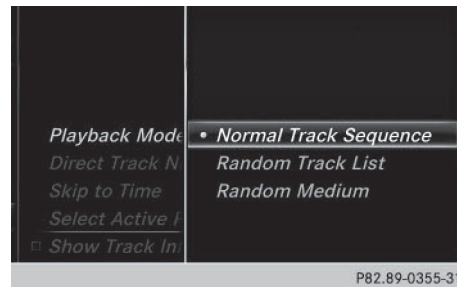 Playback Mode
Direct Track N
Skip to Time
Select Active
Show Track In
Normal Track Sequence
Random Track List
Random Medium
P82.89-0355-31